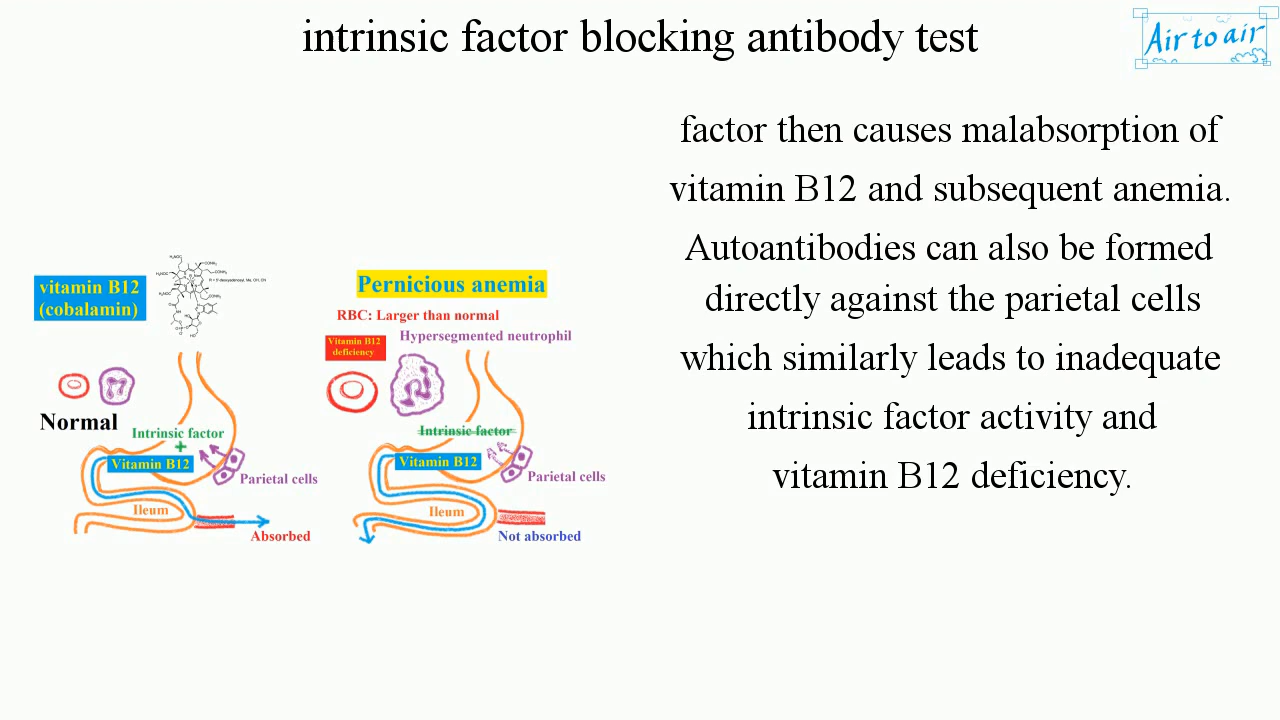 intrinsic factor blocking antibody test
Air to air
factor then causes malabsorption of
vitamin B12 and subsequent anemia.
Autoantibodies can also be formed
directly against the parietal cells
which similarly leads to inadequate
intrinsic factor activity and
vitamin B12 deficiency.
vitamin B12
(cobalamin)
Normal
Intrinsic factor
+
Vitamin B12
Parietal cells
Ileum
Absorbed
Pernicious anemia
RBC: Larger than normal
Hypersegmented neutrophil
Vitamin B12
deficiency
Intrinsic factor
Vitamin B12
Parietal cells
Ileum
Not absorbed